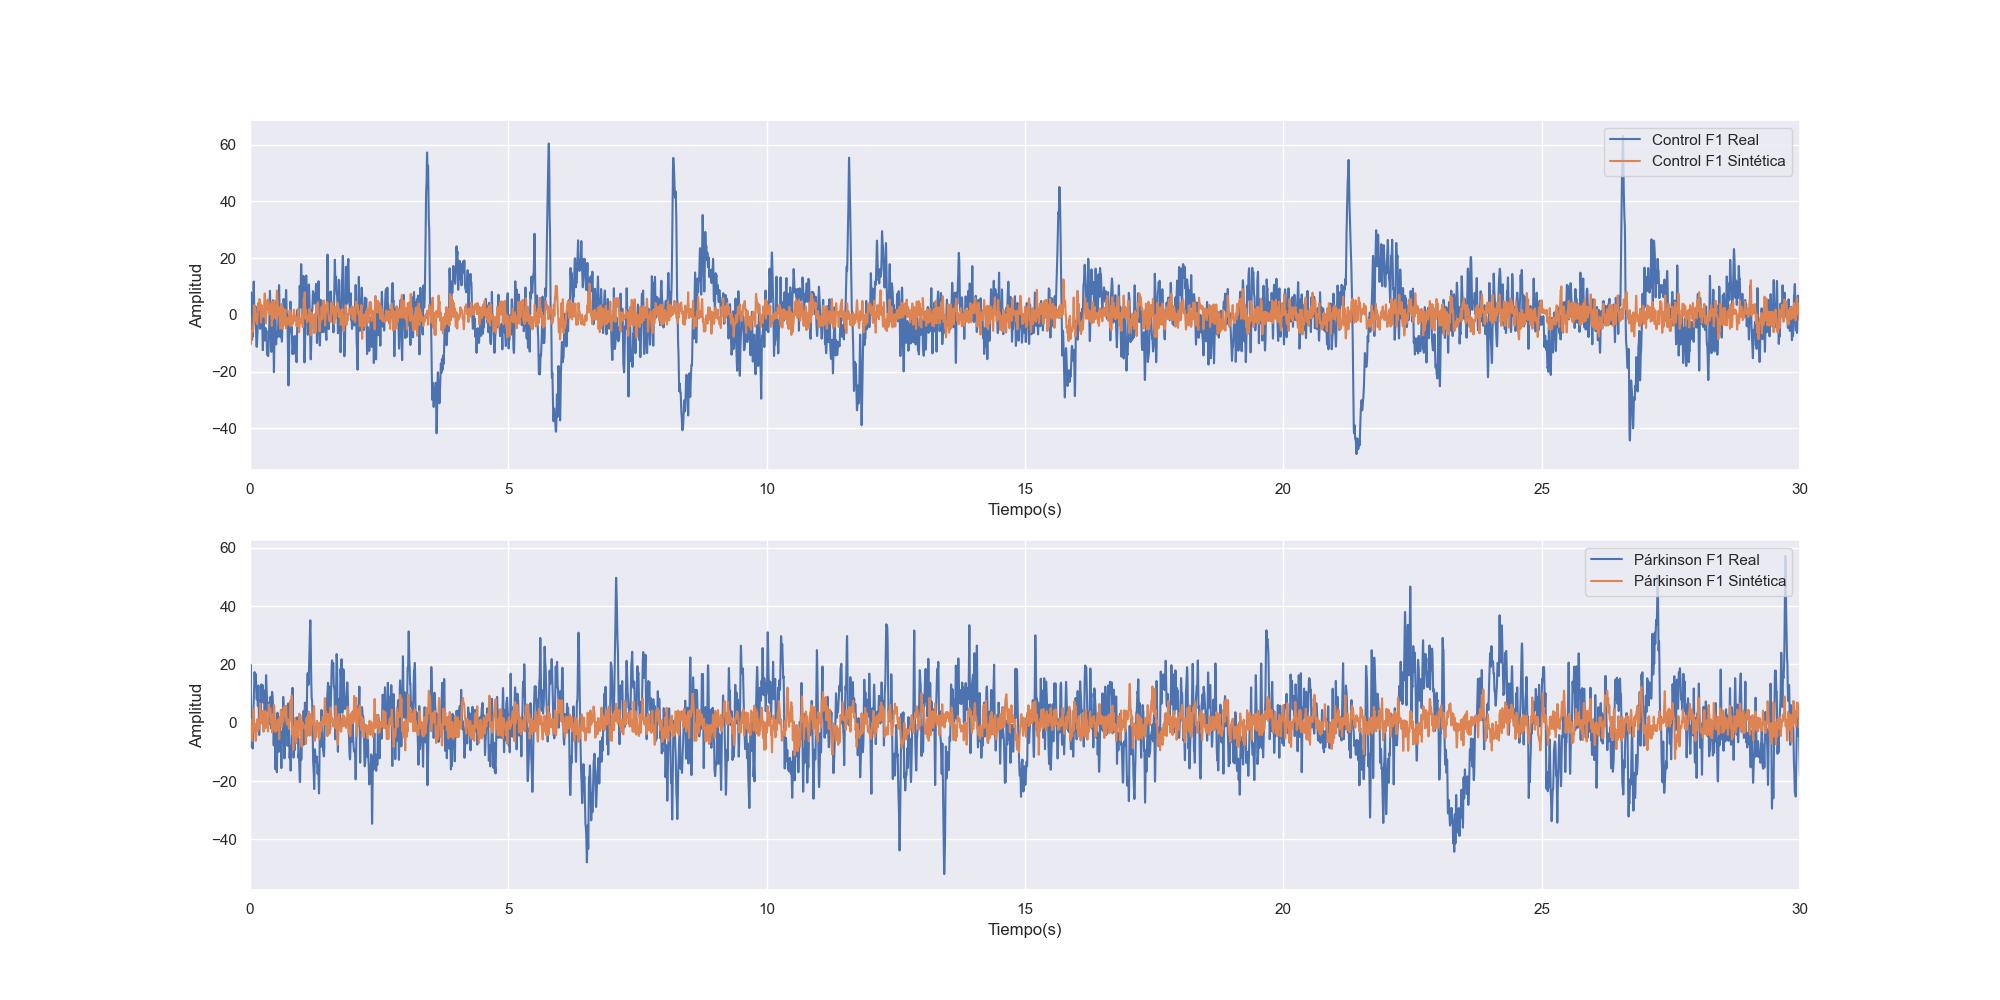 60
40
20
0
−20
−40
Amplitud
Control F1 Real
Control F1 Sintética
0 5 10 15 20 25 30
Tiempo(s)
60
40
20
0
−20
−40
Amplitud
Párkinson F1 Real
Párkinson F1 Sintética
0 5 10 15 20 25 30
Tiempo(s)